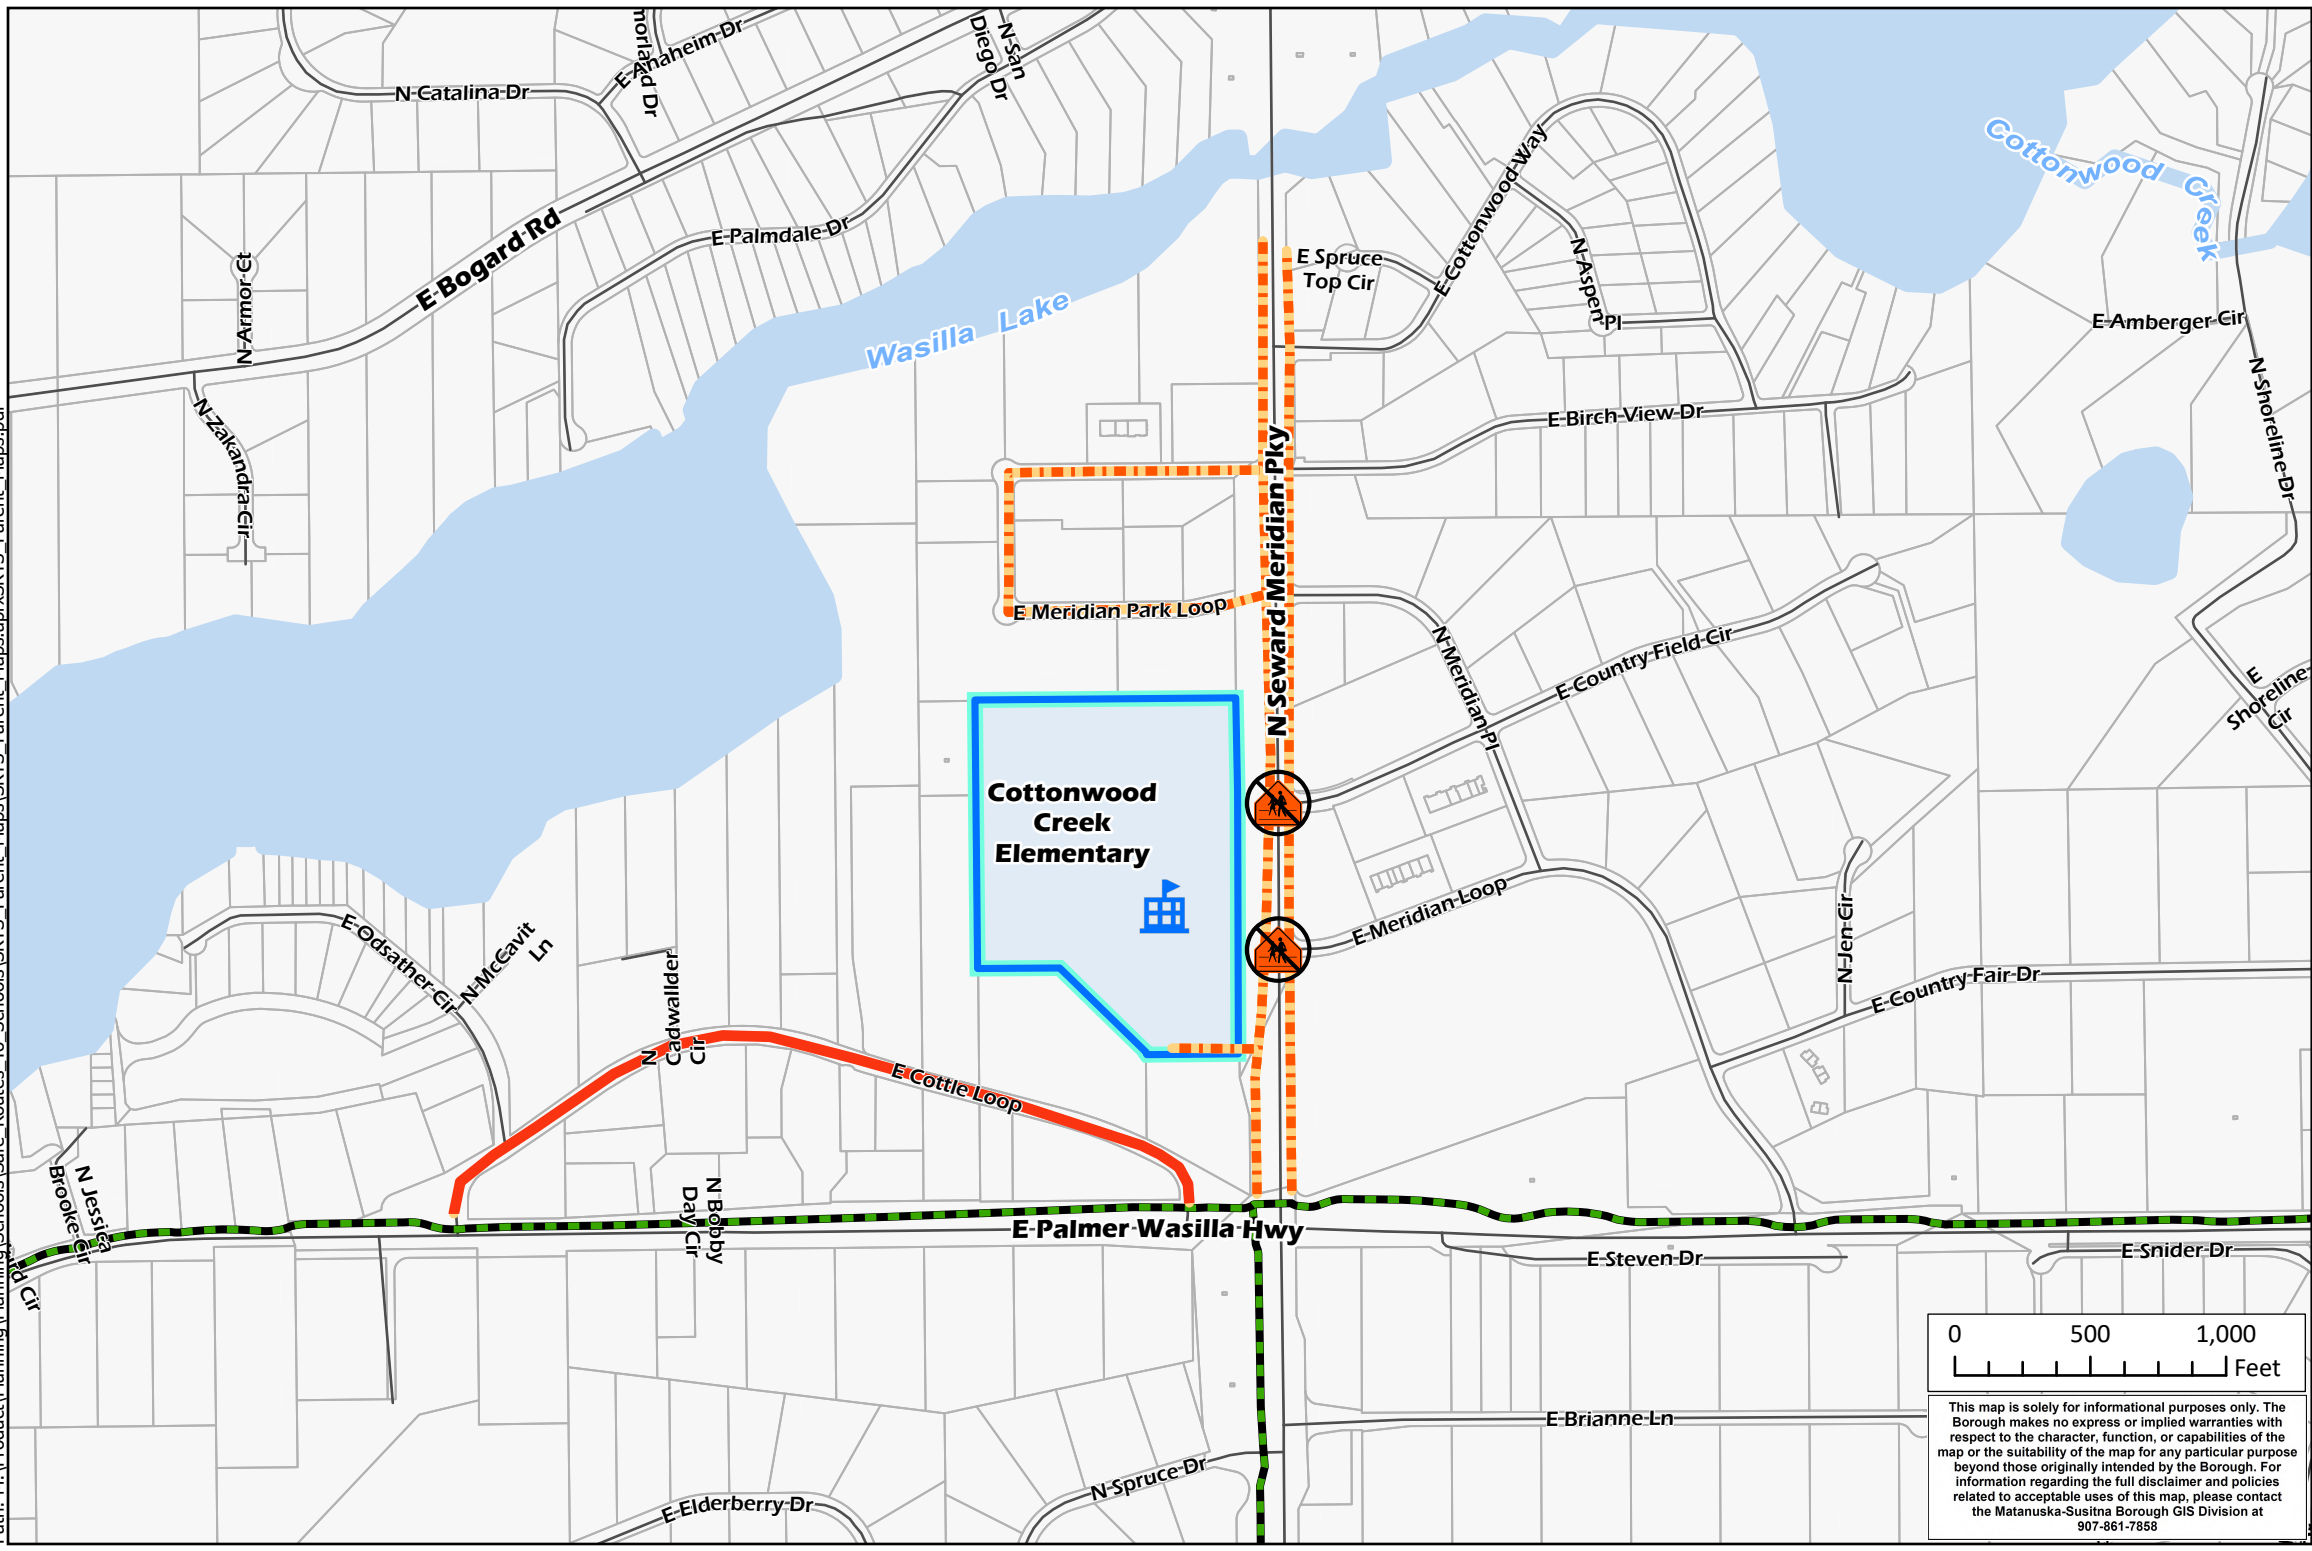 N San
Diego Dr
E Anaheim Dr
morland Dr
N Catalina Dr
Cottonwood Creek
E Cottonwood Way
E Bogard Rd
E Palmdale Dr
N Armor Ct
E Spruce
Top Cir
N Aspen Pl
Wasilla Lake
E Amberger Cir
N Zakandra Cir
E Birch View Dr
N Shoreline Dr
N Seward Meridian Pky
E Meridian Park Loop
N Meridian Pl
E Country Field Cir
E
Shoreline
Cir
Cottonwood
Creek
Elementary
E Meridian Loop
E Odsather Cir
N McCavit
Ln
N Jen Cir
E Country Fair Dr
N
Cadwallder
Cir
E Cottle Loop
N Jessica
Brooke Cir
N Bobby
Day Cir
E Palmer Wasilla Hwy
E Steven Dr
E Snider Dr
ard Cir
E Brianne Ln
N Spruce Dr
E Elderberry Dr
0 500 1,000
Feet
This map is solely for informational purposes only. The
Borough makes no express or implied warranties with
respect to the character, function, or capabilities of the
map or the suitability of the map for any particular purpose
beyond those originally intended by the Borough. For
information regarding the full disclaimer and policies
related to acceptable uses of this map, please contact
the Matanuska-Susitna Borough GIS Division at
907-861-7858